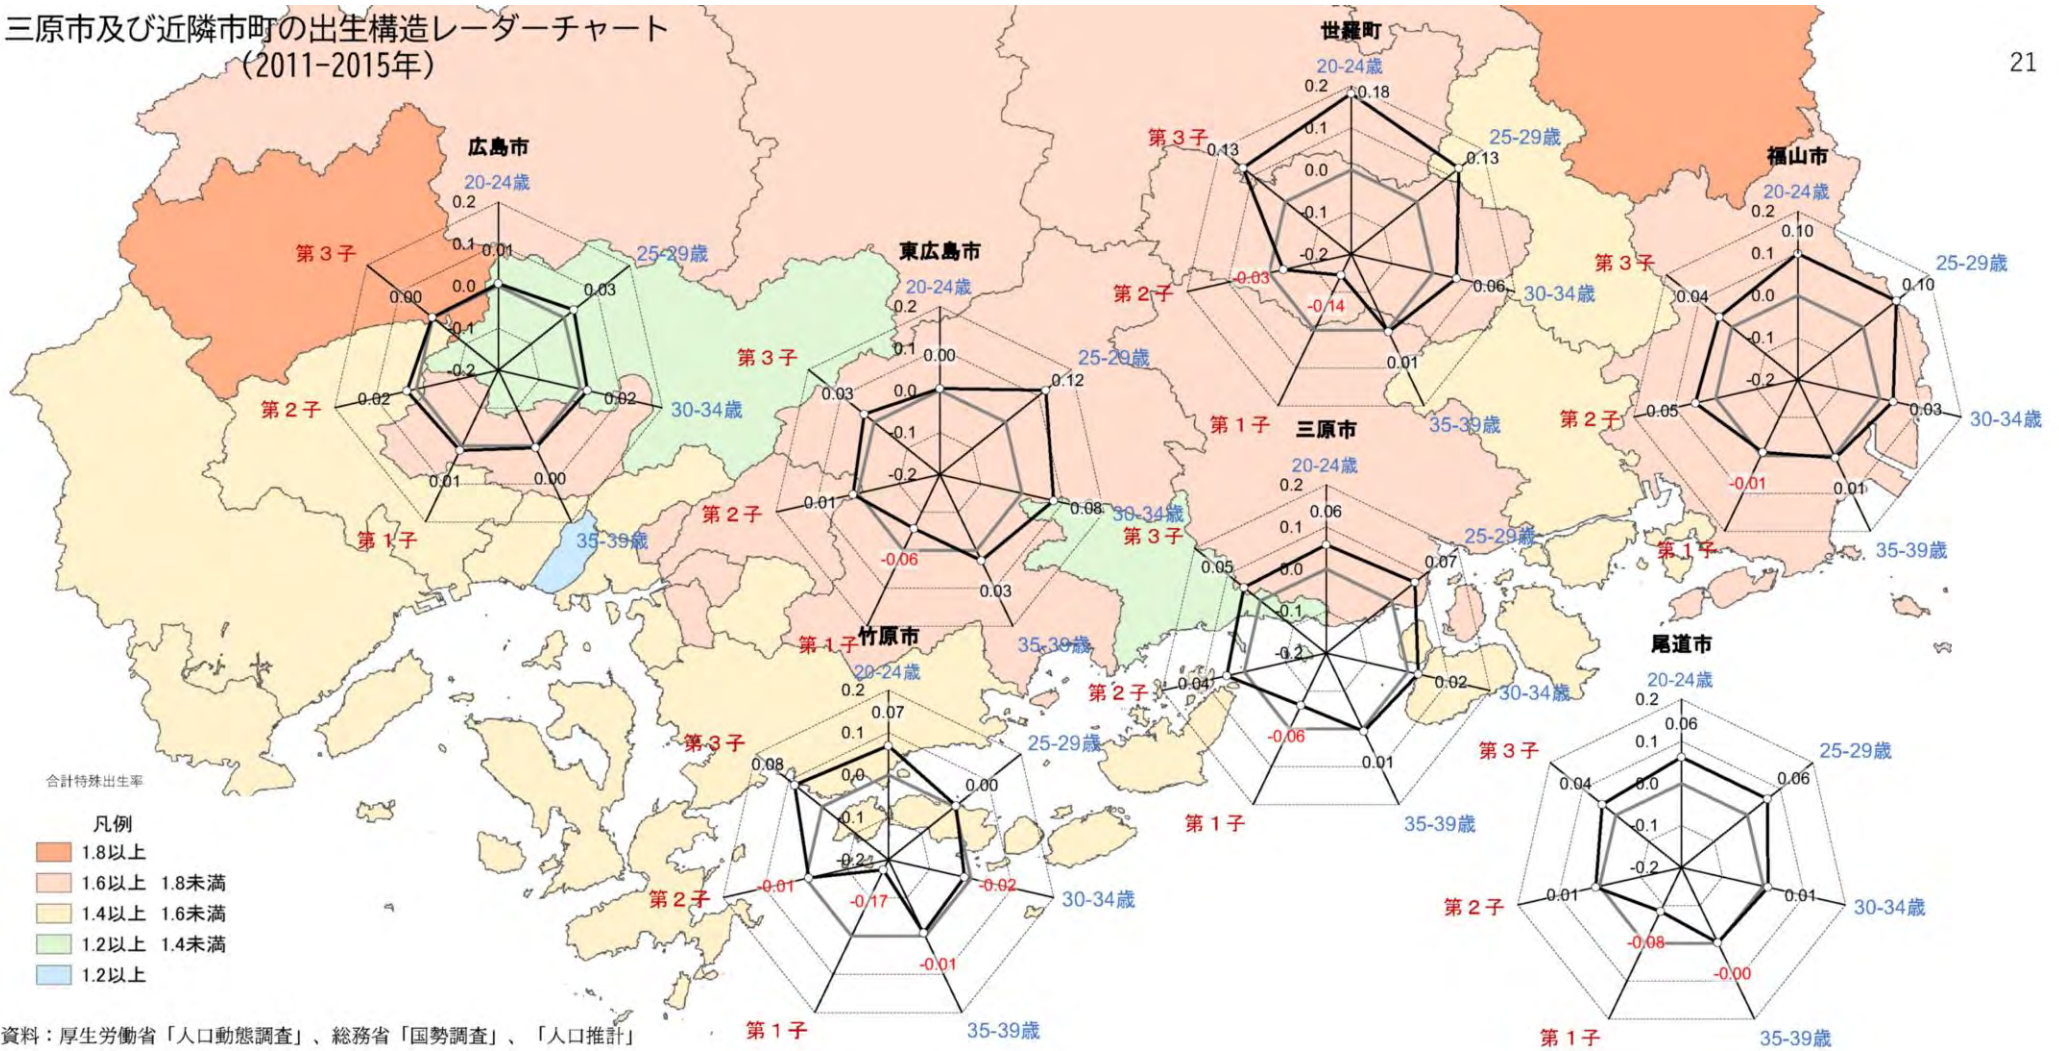 三原市及び近隣市町の出生構造レーダーチャート
（2011-2015年）
21
広島市
20-24歳
0.2
0.1
0.01
0.0
-0.1
-0.2
25-29歳
0.03
30-34歳
0.02
35-39歳
0.00
第１子
0.01
第２子
0.02
第３子
0.00
東広島市
20-24歳
0.2
0.1
0.00
0.0
-0.1
-0.2
25-29歳
0.12
30-34歳
0.08
35-39歳
0.03
第１子
-0.06
第２子
0.01
第３子
0.03
世羅町
20-24歳
0.2
0.18
0.1
0.0
-0.1
-0.2
25-29歳
0.13
30-34歳
0.06
35-39歳
0.01
第１子
-0.14
第２子
-0.03
第３子
0.13
福山市
20-24歳
0.2
0.10
0.1
0.0
-0.1
-0.2
25-29歳
0.10
30-34歳
0.03
35-39歳
0.01
第１子
-0.01
第２子
0.05
第３子
0.04
三原市
20-24歳
0.2
0.06
0.1
0.0
-0.1
-0.2
25-29歳
0.07
30-34歳
0.02
35-39歳
0.01
第１子
-0.06
第２子
0.04
第３子
0.05
竹原市
20-24歳
0.2
0.07
0.1
0.0
-0.1
-0.2
25-29歳
0.00
30-34歳
-0.02
35-39歳
-0.01
第１子
-0.17
第２子
-0.01
第３子
0.08
尾道市
20-24歳
0.2
0.06
0.1
0.0
-0.1
-0.2
25-29歳
0.06
30-34歳
0.01
35-39歳
-0.00
第１子
-0.08
第２子
0.01
第３子
0.04
合計特殊出生率
凡例
1.8以上
1.6以上 1.8未満
1.4以上 1.6未満
1.2以上 1.4未満
1.2以上
資料：厚生労働省「人口動態調査」、総務省「国勢調査」、「人口推計」